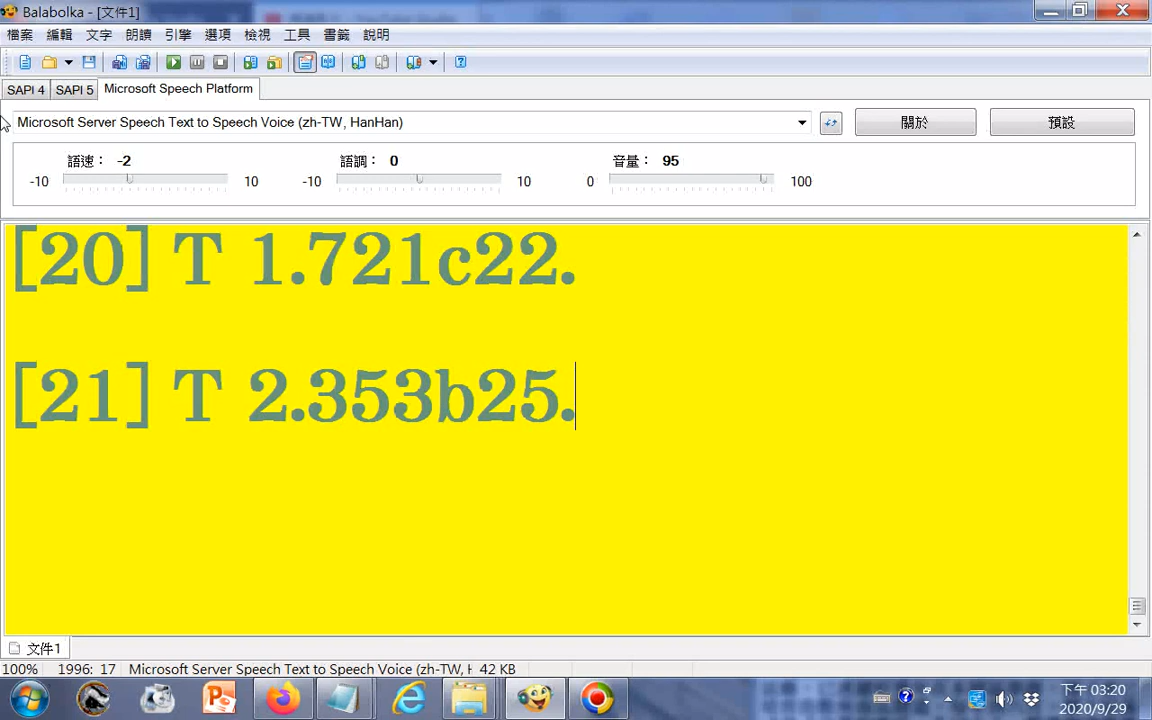 Balabolka - [文件1]
檔案 編輯 文字 朗讀 引擎 選項 檢視 工具 書籤 說明
SAPI 4 SAPI 5 Microsoft Speech Platform
Microsoft Server Speech Text to Speech Voice (zh-TW, HanHan) 關於 預設
語速： -2 語調： 0 音量： 95
-10 10 -10 10 0 100
[20] T 1.721c22.
[21] T 2.353b25.
文件1
100% 1996: 17 Microsoft Server Speech Text to Speech Voice (zh-TW, H 42 KB
下午 03:20
2020/9/29